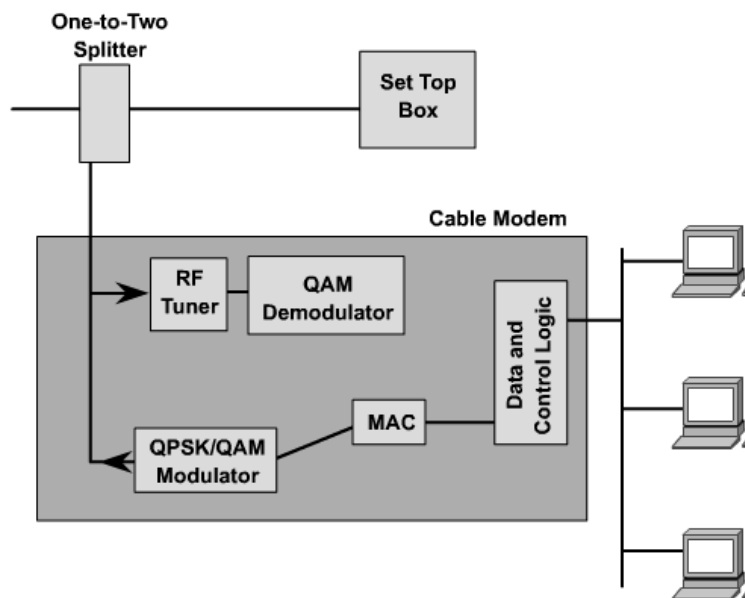 One-to-Two
Splitter
Set Top
Box
Cable Modem
RF
Tuner
QAM
Demodulator
Data and
Control Logic
MAC
QPSK/QAM
Modulator